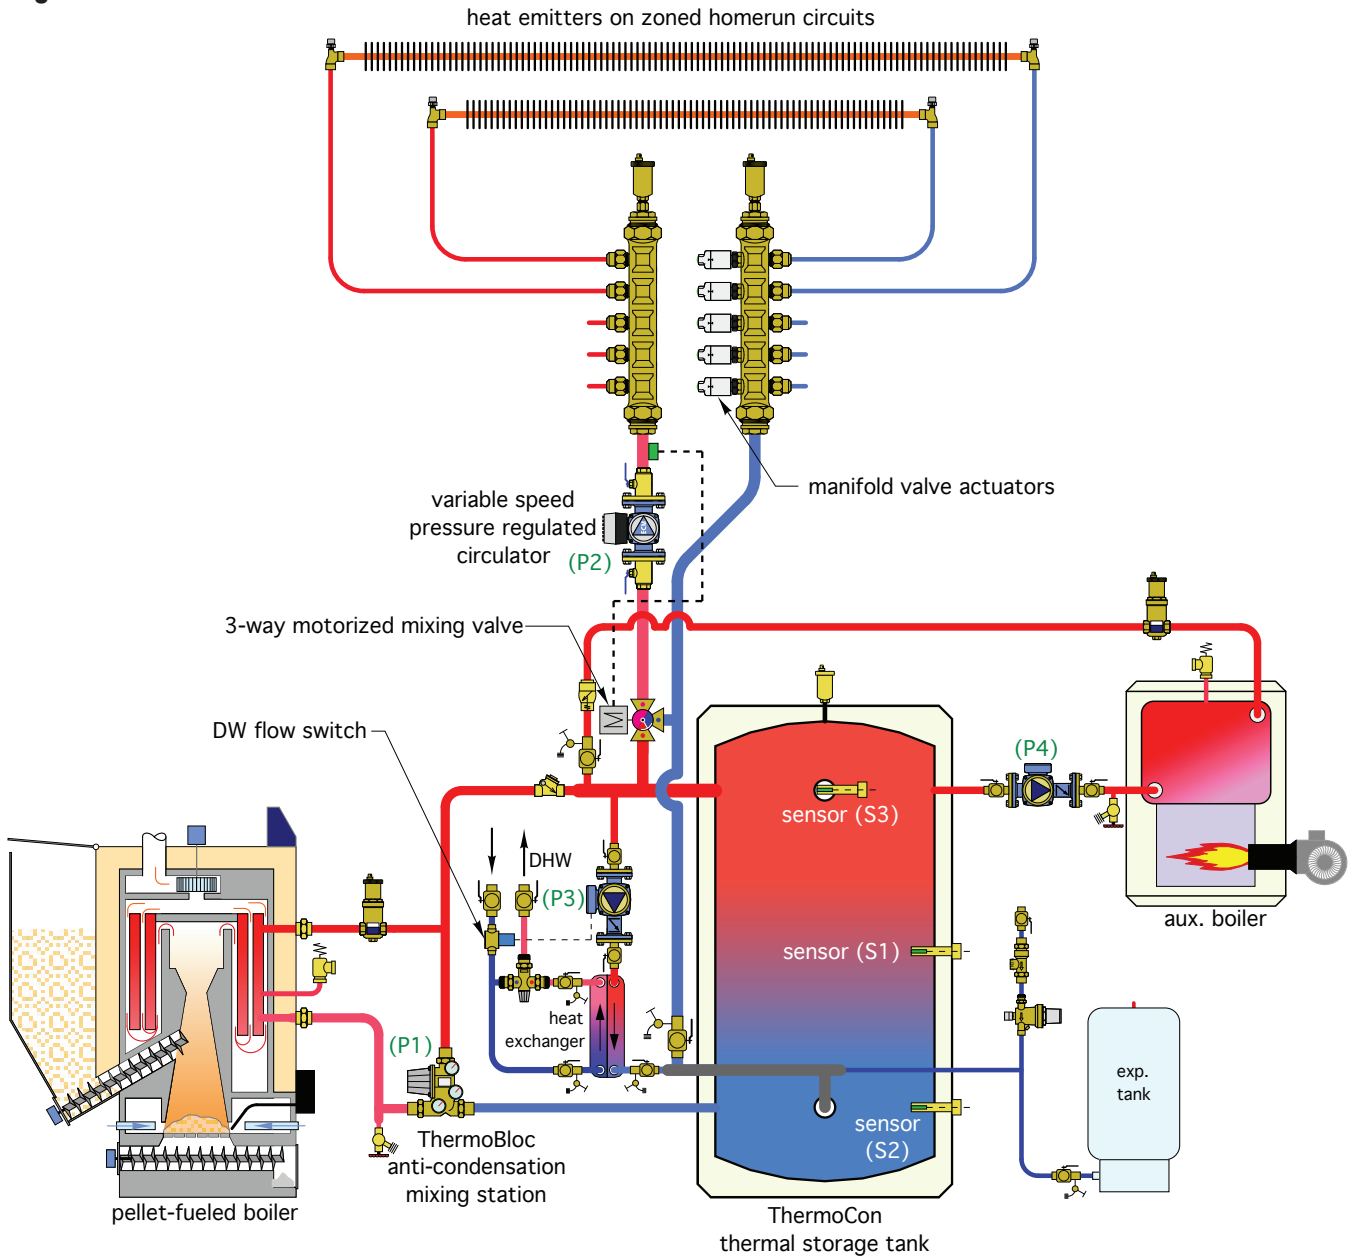 heat emitters on zoned homerun circuits
manifold valve actuators
variable speed
pressure regulated
circulator
(P2)
3-way motorized mixing valve
M
DW flow switch
(P4)
sensor (S3)
DHW
(P3)
aux. boiler
sensor (S1)
heat
exchanger
(P1)
exp.
tank
sensor
(S2)
ThermoBloc
anti-condensation
mixing station
pellet-fueled boiler
ThermoCon
thermal storage tank